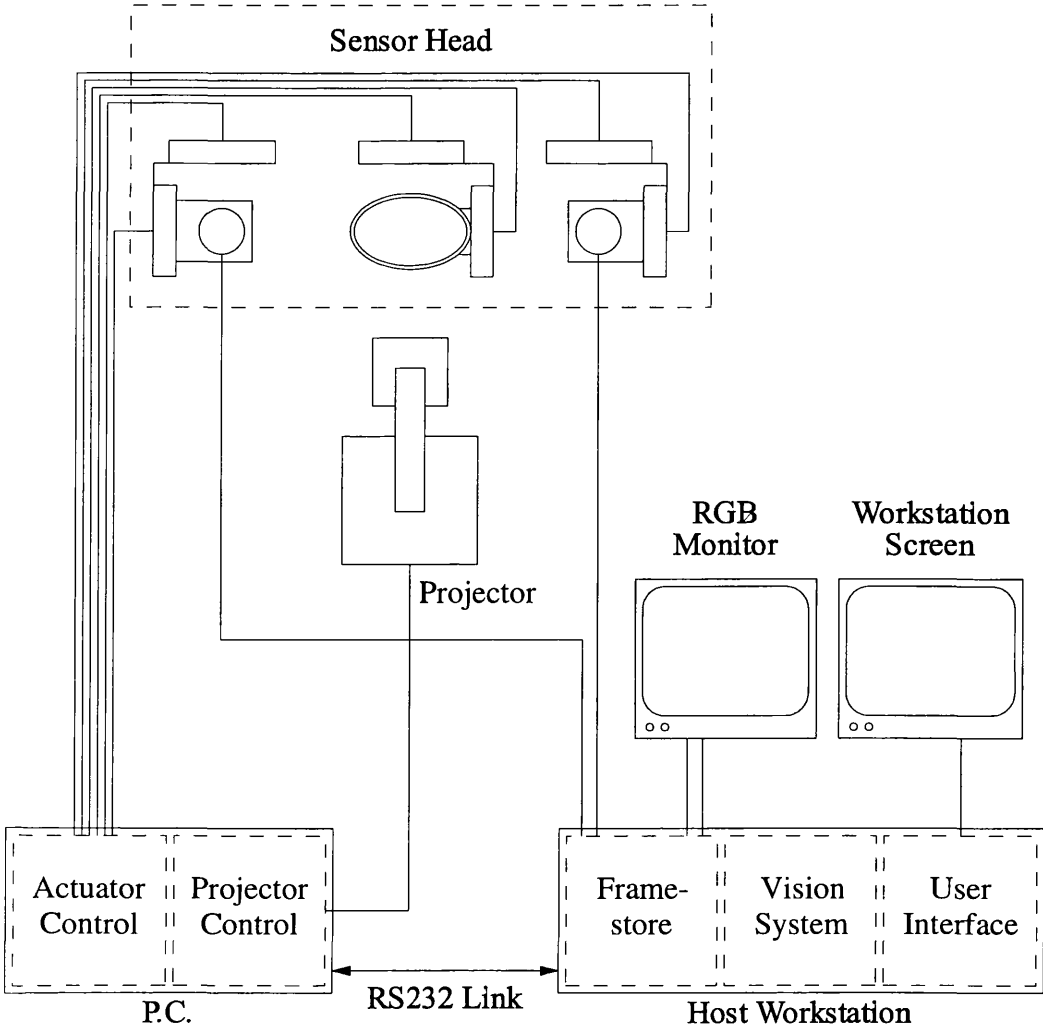 Sensor Head
RGB
Monitor
Workstation
Screen
Projector
Actuator
Control
Projector
Control
Frame-
store
Vision
System
User
Interface
RS232 Link
P.C.
Host Workstation